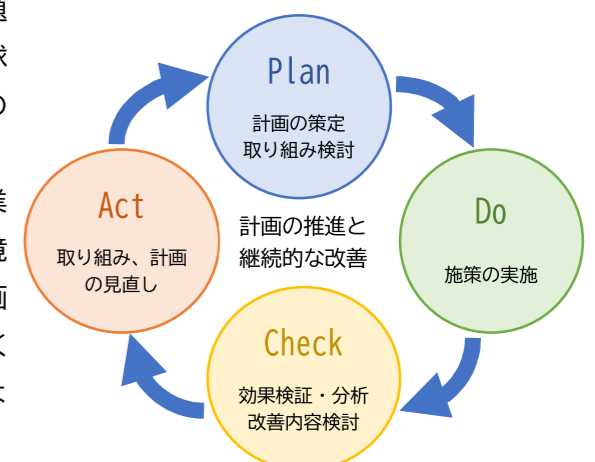 Plan
計画の策定
取り組み検討
Do
施策の実施
Check
効果検証・分析
改善内容検討
Act
取り組み、計画
の見直し
計画の推進と
継続的な改善